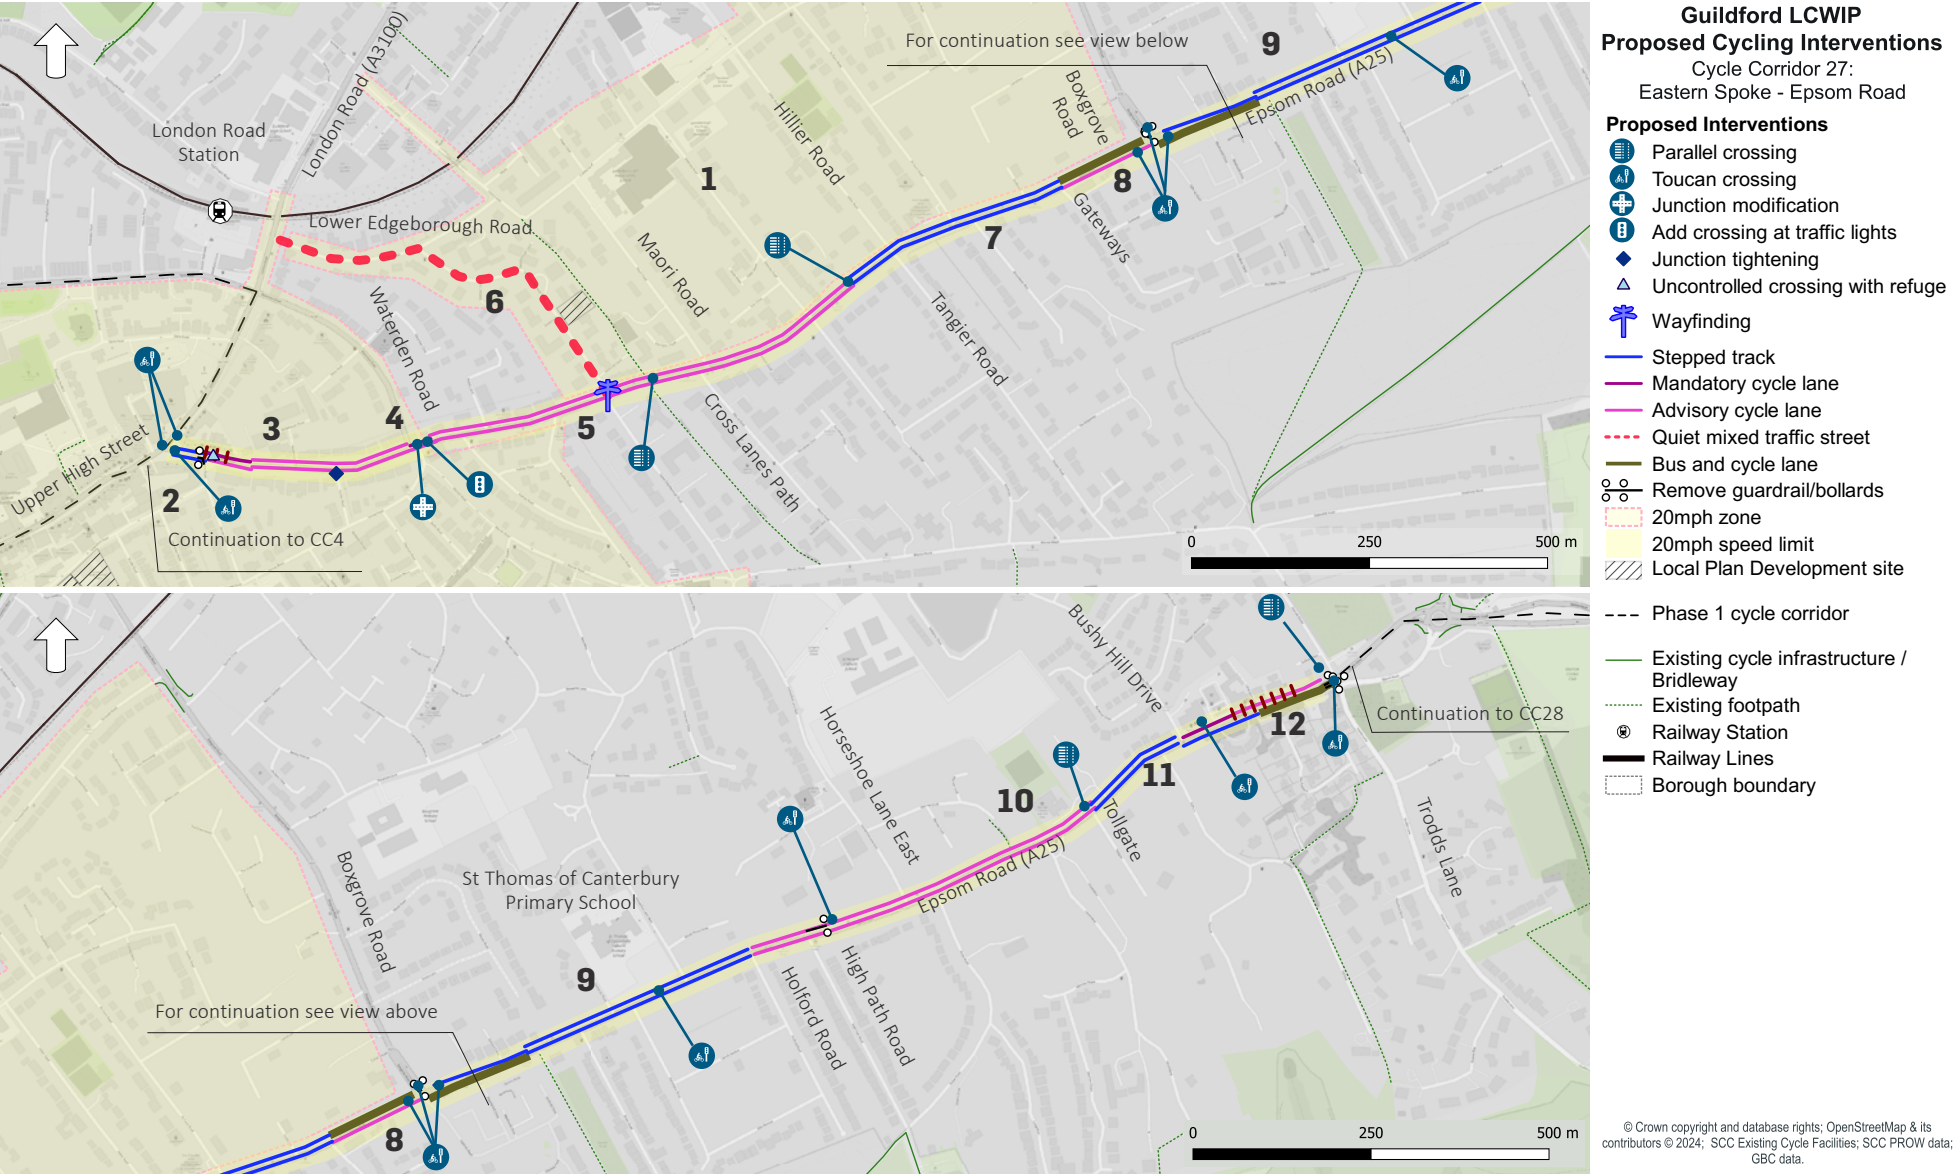 Guildford LCWIP
Proposed Cycling Interventions
Cycle Corridor 27:
Eastern Spoke - Epsom Road
Proposed Interventions
Parallel crossing
Toucan crossing
Junction modification
Add crossing at traffic lights
Junction tightening
Uncontrolled crossing with refuge
Wayfinding
Stepped track
Mandatory cycle lane
Advisory cycle lane
Quiet mixed traffic street
Bus and cycle lane
Remove guardrail/bollards
20mph zone
20mph speed limit
Local Plan Development site
Phase 1 cycle corridor
Existing cycle infrastructure /
Bridleway
Existing footpath
Railway Station
Railway Lines
Borough boundary
© Crown copyright and database rights; OpenStreetMap & its
contributors © 2024; SCC Existing Cycle Facilities; SCC PROW data;
GBC data.
For continuation see view below
9
Epsom Road (A25)
Boxgrove
Road
London Road (A3100)
London Road
Station
Hillier Road
1
8
Gateways
Lower Edgeborough Road
Maori Road
7
6
Waterden Road
Tangier Road
4
3
5
Cross Lanes Path
Upper High Street
2
Continuation to CC4
0
250
500 m
Bushy Hill Drive
Continuation to CC28
12
Horseshoe Lane East
11
10
Tollgate
Trodds Lane
Epsom Road (A25)
St Thomas of Canterbury
Primary School
Boxgrove Road
9
High Path Road
Holford Road
For continuation see view above
8
0
250
500 m